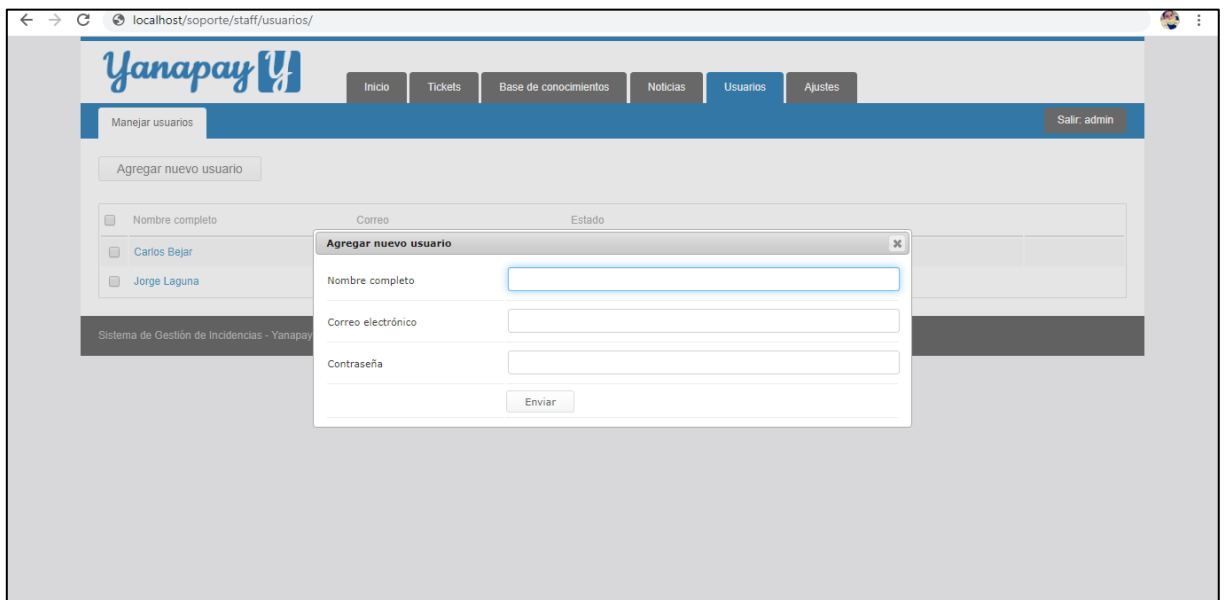 localhost/soporte/staff/usuarios/
Yanapay Y
Inicio Tickets Base de conocimientos Noticias Usuarios Ajustes
Manejar usuarios Salir: admin
Agregar nuevo usuario
Nombre completo Correo Estado
Agregar nuevo usuario
Carlos Bejar
Jorge Laguna
Nombre completo
Correo electrónico
Sistema de Gestión de Incidencias - Yanapay
Contraseña
Enviar